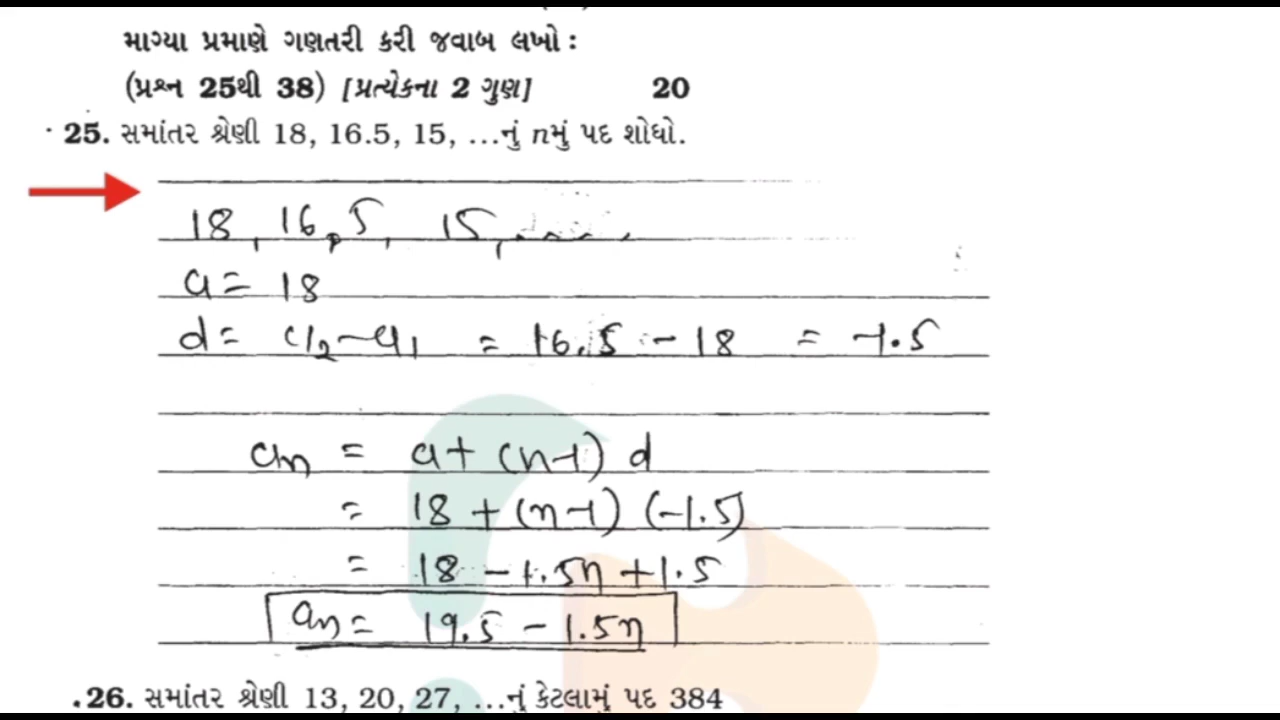 માગ્યા પ્રમાણે ગણતરી કરી જવાબ લખો :
(પ્રશ્ન 25થી 38) [પ્રત્યેકના 2 ગુણ] 20
25. સમાંતર શ્રેણી 18, 16.5, 15, ...નું nમું પદ શોધો.
18, 16.5, 15, .....
a = 18
d = a₂ - a₁ = 16.5 - 18 = -1.5
an = a + (n-1) d
= 18 + (n-1) (-1.5)
= 18 - 1.5n + 1.5
an = 19.5 - 1.5n
.26. સમાંતર શ્રેણી 13, 20, 27, ...નું કેટલામું પદ 384